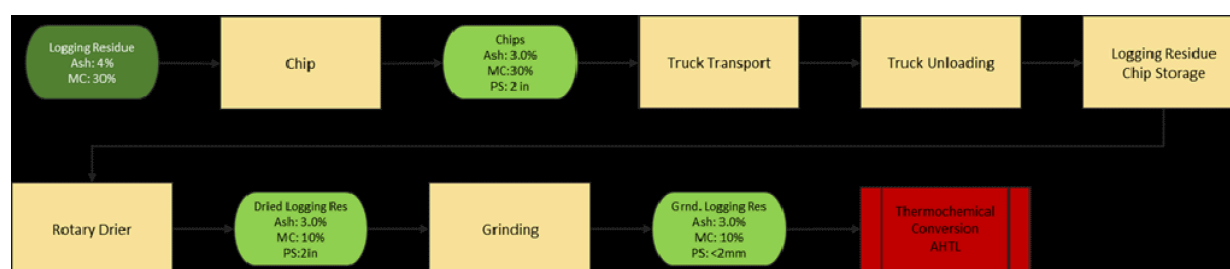 Logging Residue
Ash: 4%
MC: 30%
Chip
Chips
Ash: 3.0%
MC:30%
PS: 2 in
Truck Transport
Truck Unloading
Logging Residue
Chip Storage
Rotary Drier
Dried Logging Res
Ash: 3.0%
MC: 10%
PS:2in
Grinding
Grnd. Logging Res
Ash: 3.0%
MC: 10%
PS: <2mm
Thermochemical
Conversion
AHTL